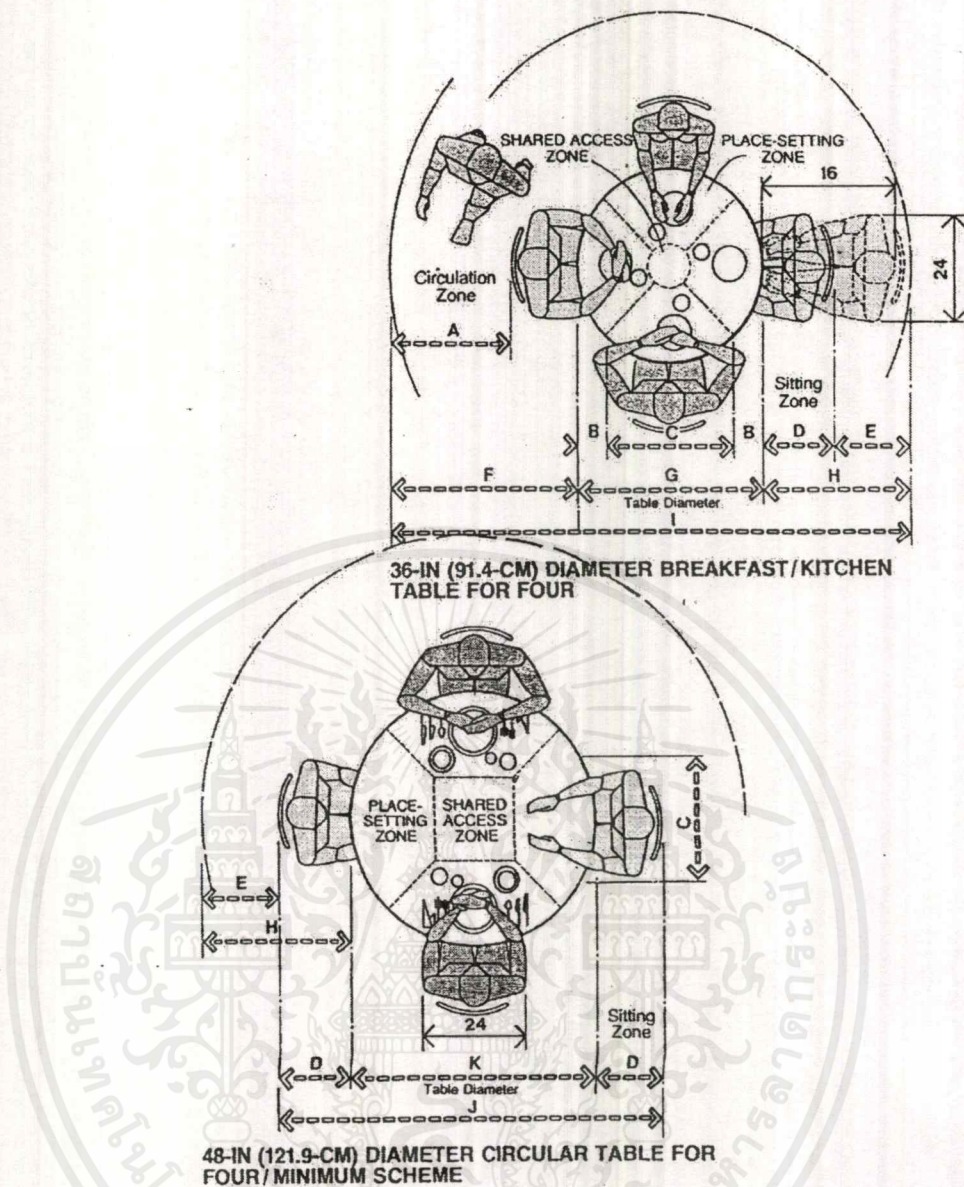 SHARED ACCESS
ZONE
PLACE-SETTING
ZONE
16
24
Circulation
Zone
A
Sitting
Zone
B
C
B
D
E
F
G
H
Table Diameter
I
36-IN (91.4-CM) DIAMETER BREAKFAST/KITCHEN
TABLE FOR FOUR
PLACE-
SETTING
ZONE
SHARED
ACCESS
ZONE
C
E
H
24
Sitting
Zone
D
K
D
Table Diameter
J
48-IN (121.9-CM) DIAMETER CIRCULAR TABLE FOR
FOUR/MINIMUM SCHEME